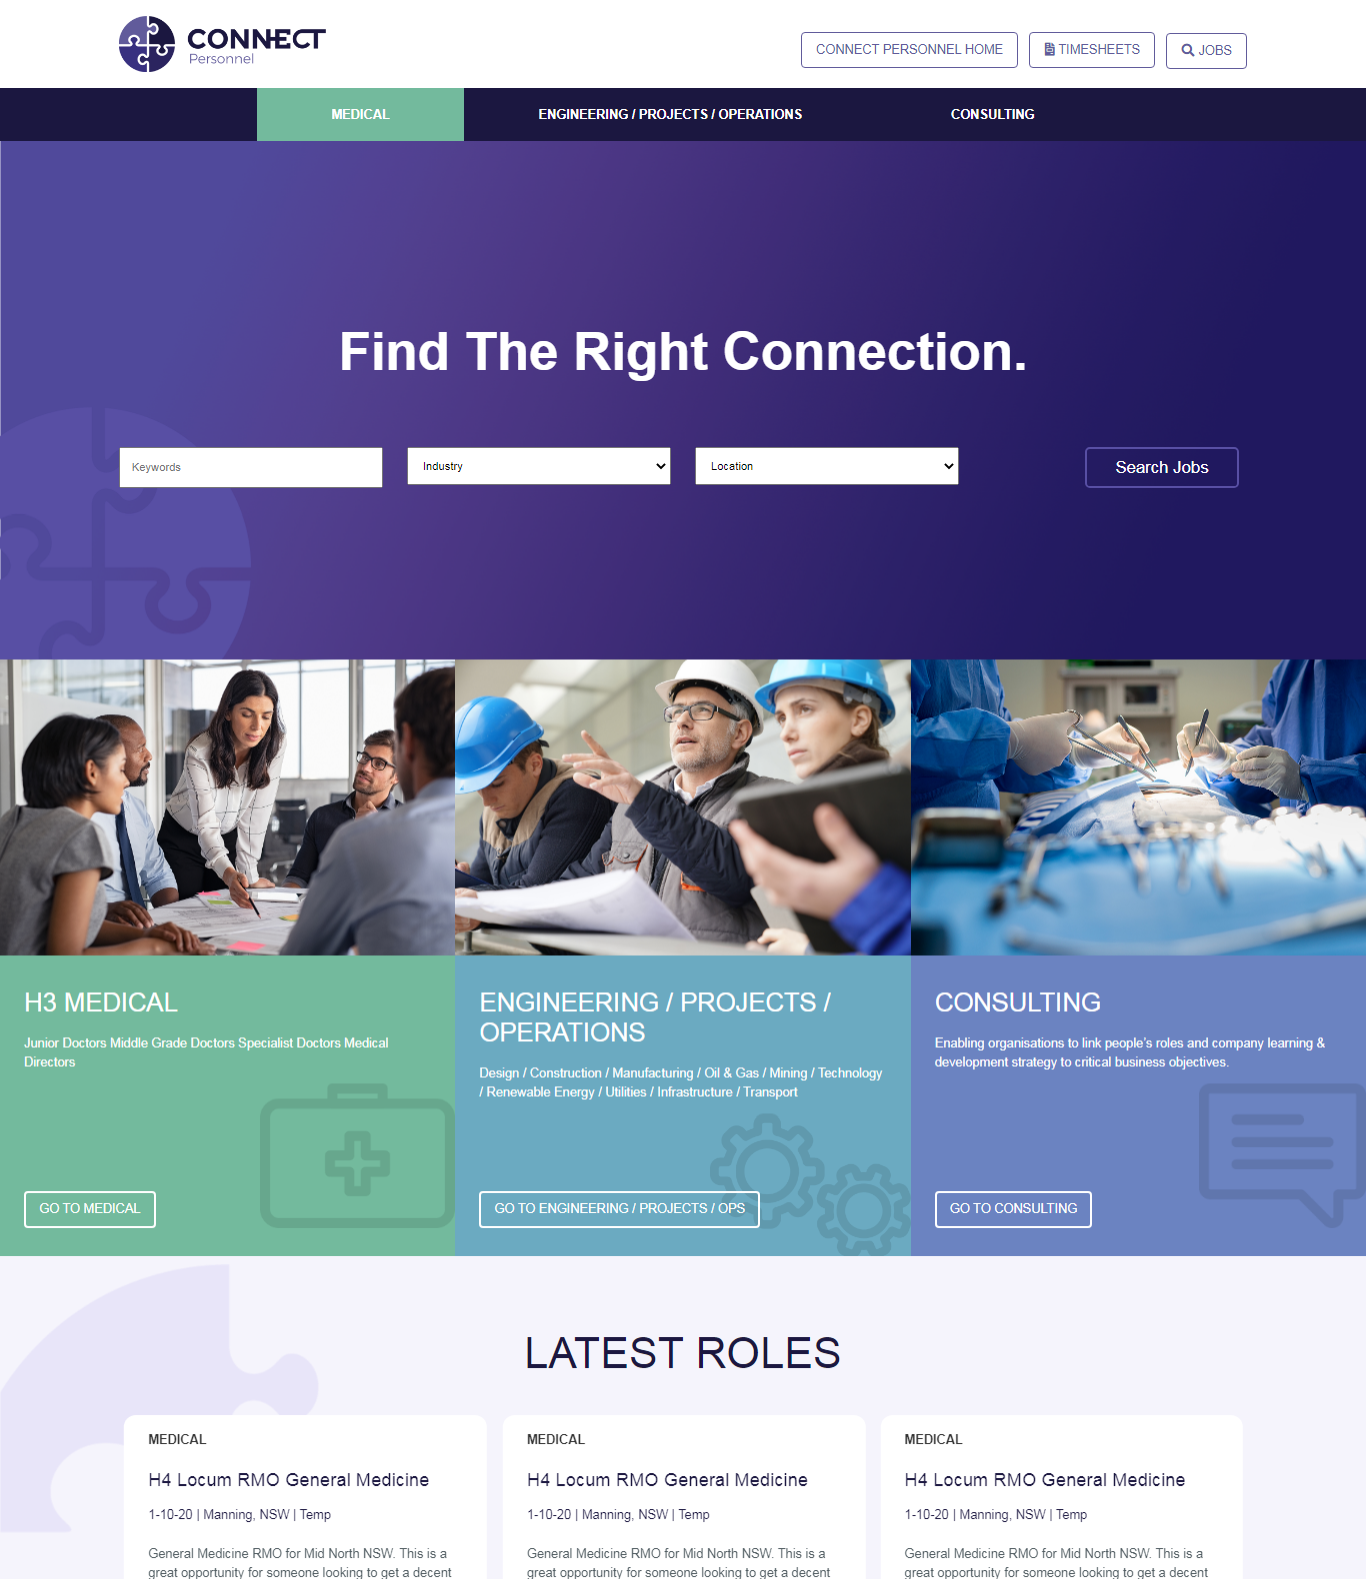 CONNECT
Personnel
CONNECT PERSONNEL HOME
TIMESHEETS
JOBS
MEDICAL
ENGINEERING / PROJECTS / OPERATIONS
CONSULTING
Find The Right Connection.
Keywords
Industry
Location
Search Jobs
H3 MEDICAL
Junior Doctors Middle Grade Doctors Specialist Doctors Medical
Directors
GO TO MEDICAL
ENGINEERING / PROJECTS /
OPERATIONS
Design / Construction / Manufacturing / Oil & Gas / Mining / Technology
/ Renewable Energy / Utilities / Infrastructure / Transport
GO TO ENGINEERING / PROJECTS / OPS
CONSULTING
Enabling organisations to link people's roles and company learning &
development strategy to critical business objectives.
GO TO CONSULTING
LATEST ROLES
MEDICAL
H4 Locum RMO General Medicine
1-10-20 | Manning, NSW | Temp
General Medicine RMO for Mid North NSW. This is a
great opportunity for someone looking to get a decent
MEDICAL
H4 Locum RMO General Medicine
1-10-20 | Manning, NSW | Temp
General Medicine RMO for Mid North NSW. This is a
great opportunity for someone looking to get a decent
MEDICAL
H4 Locum RMO General Medicine
1-10-20 | Manning, NSW | Temp
General Medicine RMO for Mid North NSW. This is a
great opportunity for someone looking to get a decent